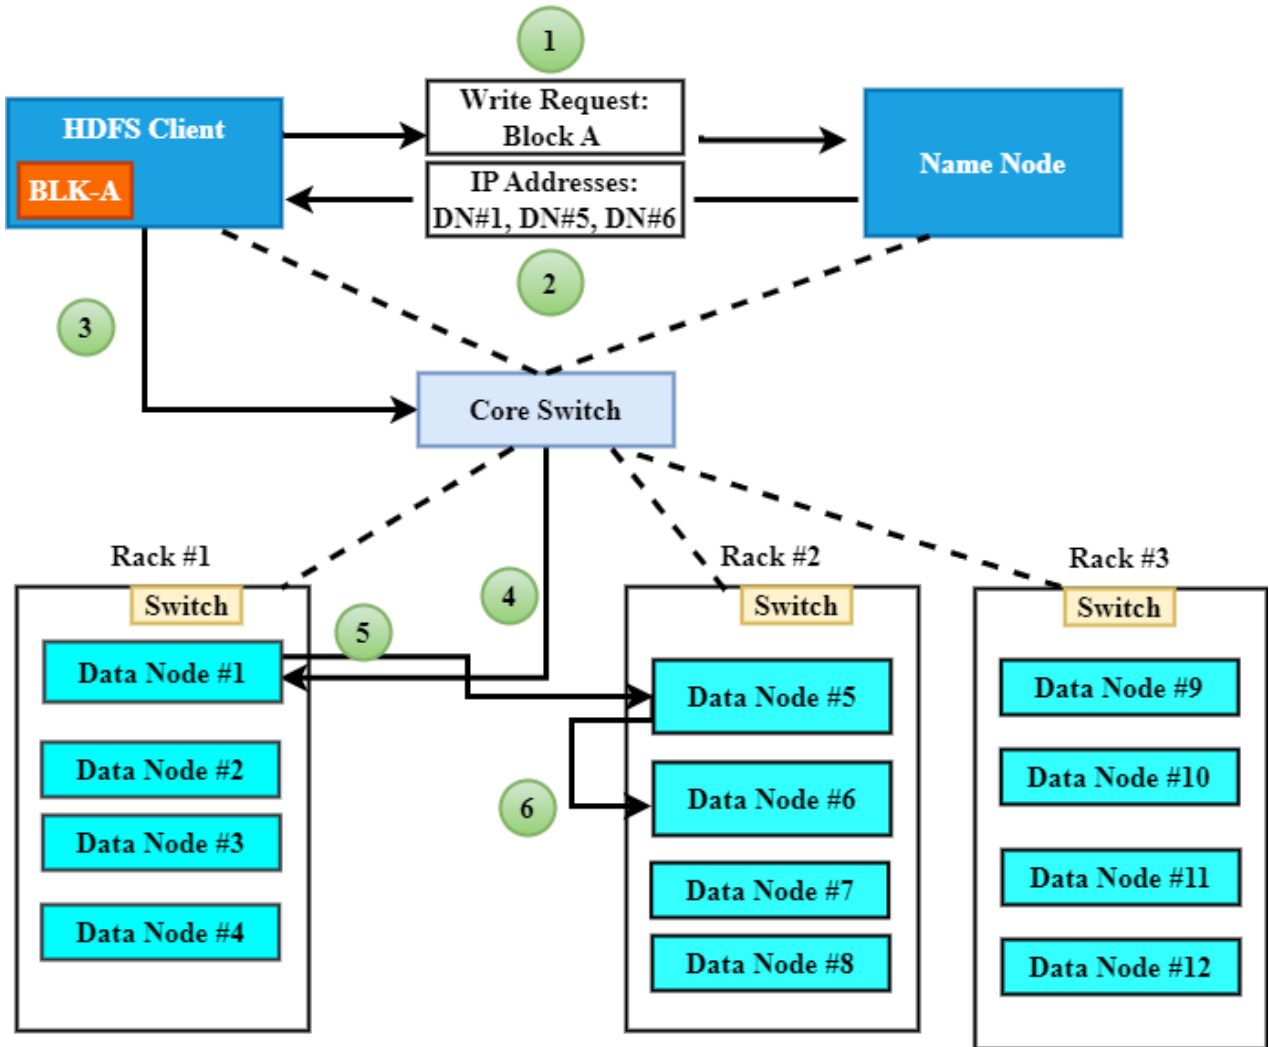 1
Write Request:
Block A
HDFS Client
BLK-A
Name Node
IP Addresses:
DN#1, DN#5, DN#6
2
3
Core Switch
Rack #1
Rack #2
Rack #3
Switch
Switch
Switch
4
5
Data Node #1
Data Node #2
Data Node #3
Data Node #4
Data Node #5
6
Data Node #6
Data Node #7
Data Node #8
Data Node #9
Data Node #10
Data Node #11
Data Node #12